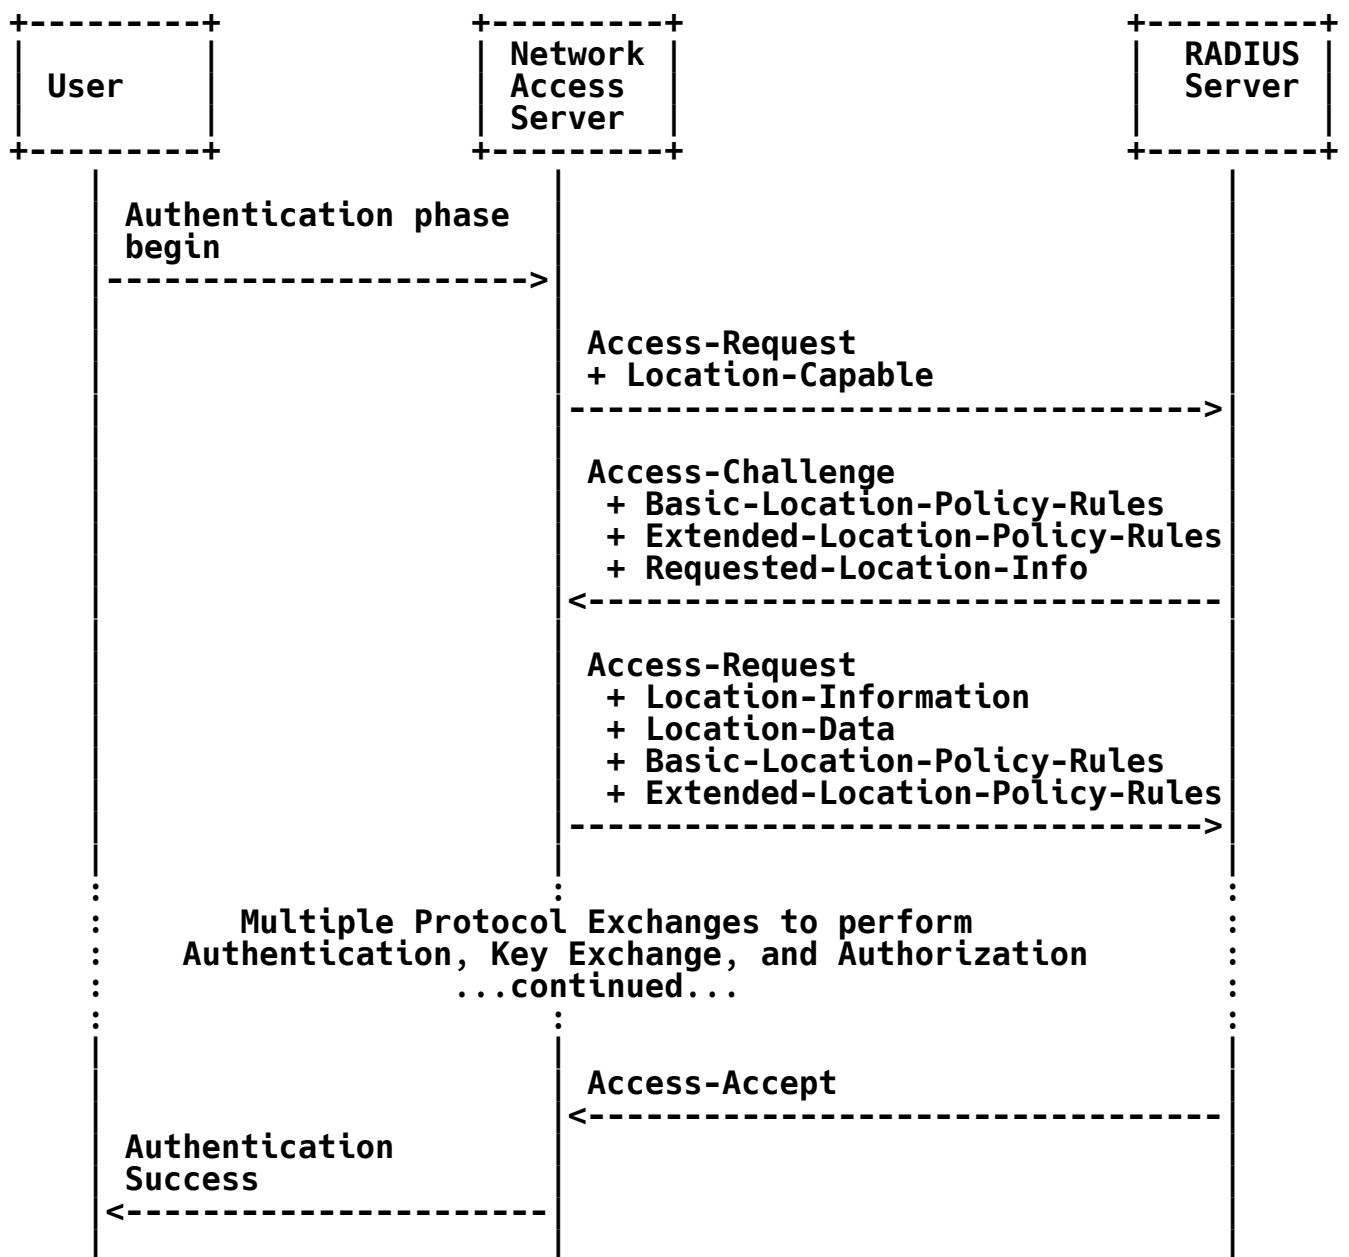 +---------+             +---------+                       +---------+
|         |             | Network |                       |  RADIUS |
| User    |             | Access  |                       |  Server |
|         |             | Server  |                       |         |
+---------+             +---------+                       +---------+
    |                       |                                  |
    | Authentication phase  |                                  |
    | begin                 |                                  |
    |---------------------->|                                  |
    |                       |                                  |
    |                       | Access-Request                   |
    |                       | + Location-Capable               |
    |                       |--------------------------------->|
    |                       |                                  |
    |                       | Access-Challenge                 |
    |                       |  + Basic-Location-Policy-Rules   |
    |                       |  + Extended-Location-Policy-Rules|
    |                       |  + Requested-Location-Info       |
    |                       |<---------------------------------|
    |                       |                                  |
    |                       | Access-Request                   |
    |                       |  + Location-Information          |
    |                       |  + Location-Data                 |
    |                       |  + Basic-Location-Policy-Rules   |
    |                       |  + Extended-Location-Policy-Rules|
    |                       |--------------------------------->|
    |                       |                                  |
    :                       :                                  :
    :       Multiple Protocol Exchanges to perform             :
    :    Authentication, Key Exchange, and Authorization       :
    :                  ...continued...                         :
    :                       :                                  :
    |                       |                                  |
    |                       | Access-Accept                    |
    |                       |<---------------------------------|
    | Authentication        |                                  |
    | Success               |                                  |
    |<----------------------|                                  |
    |                       |                                  |